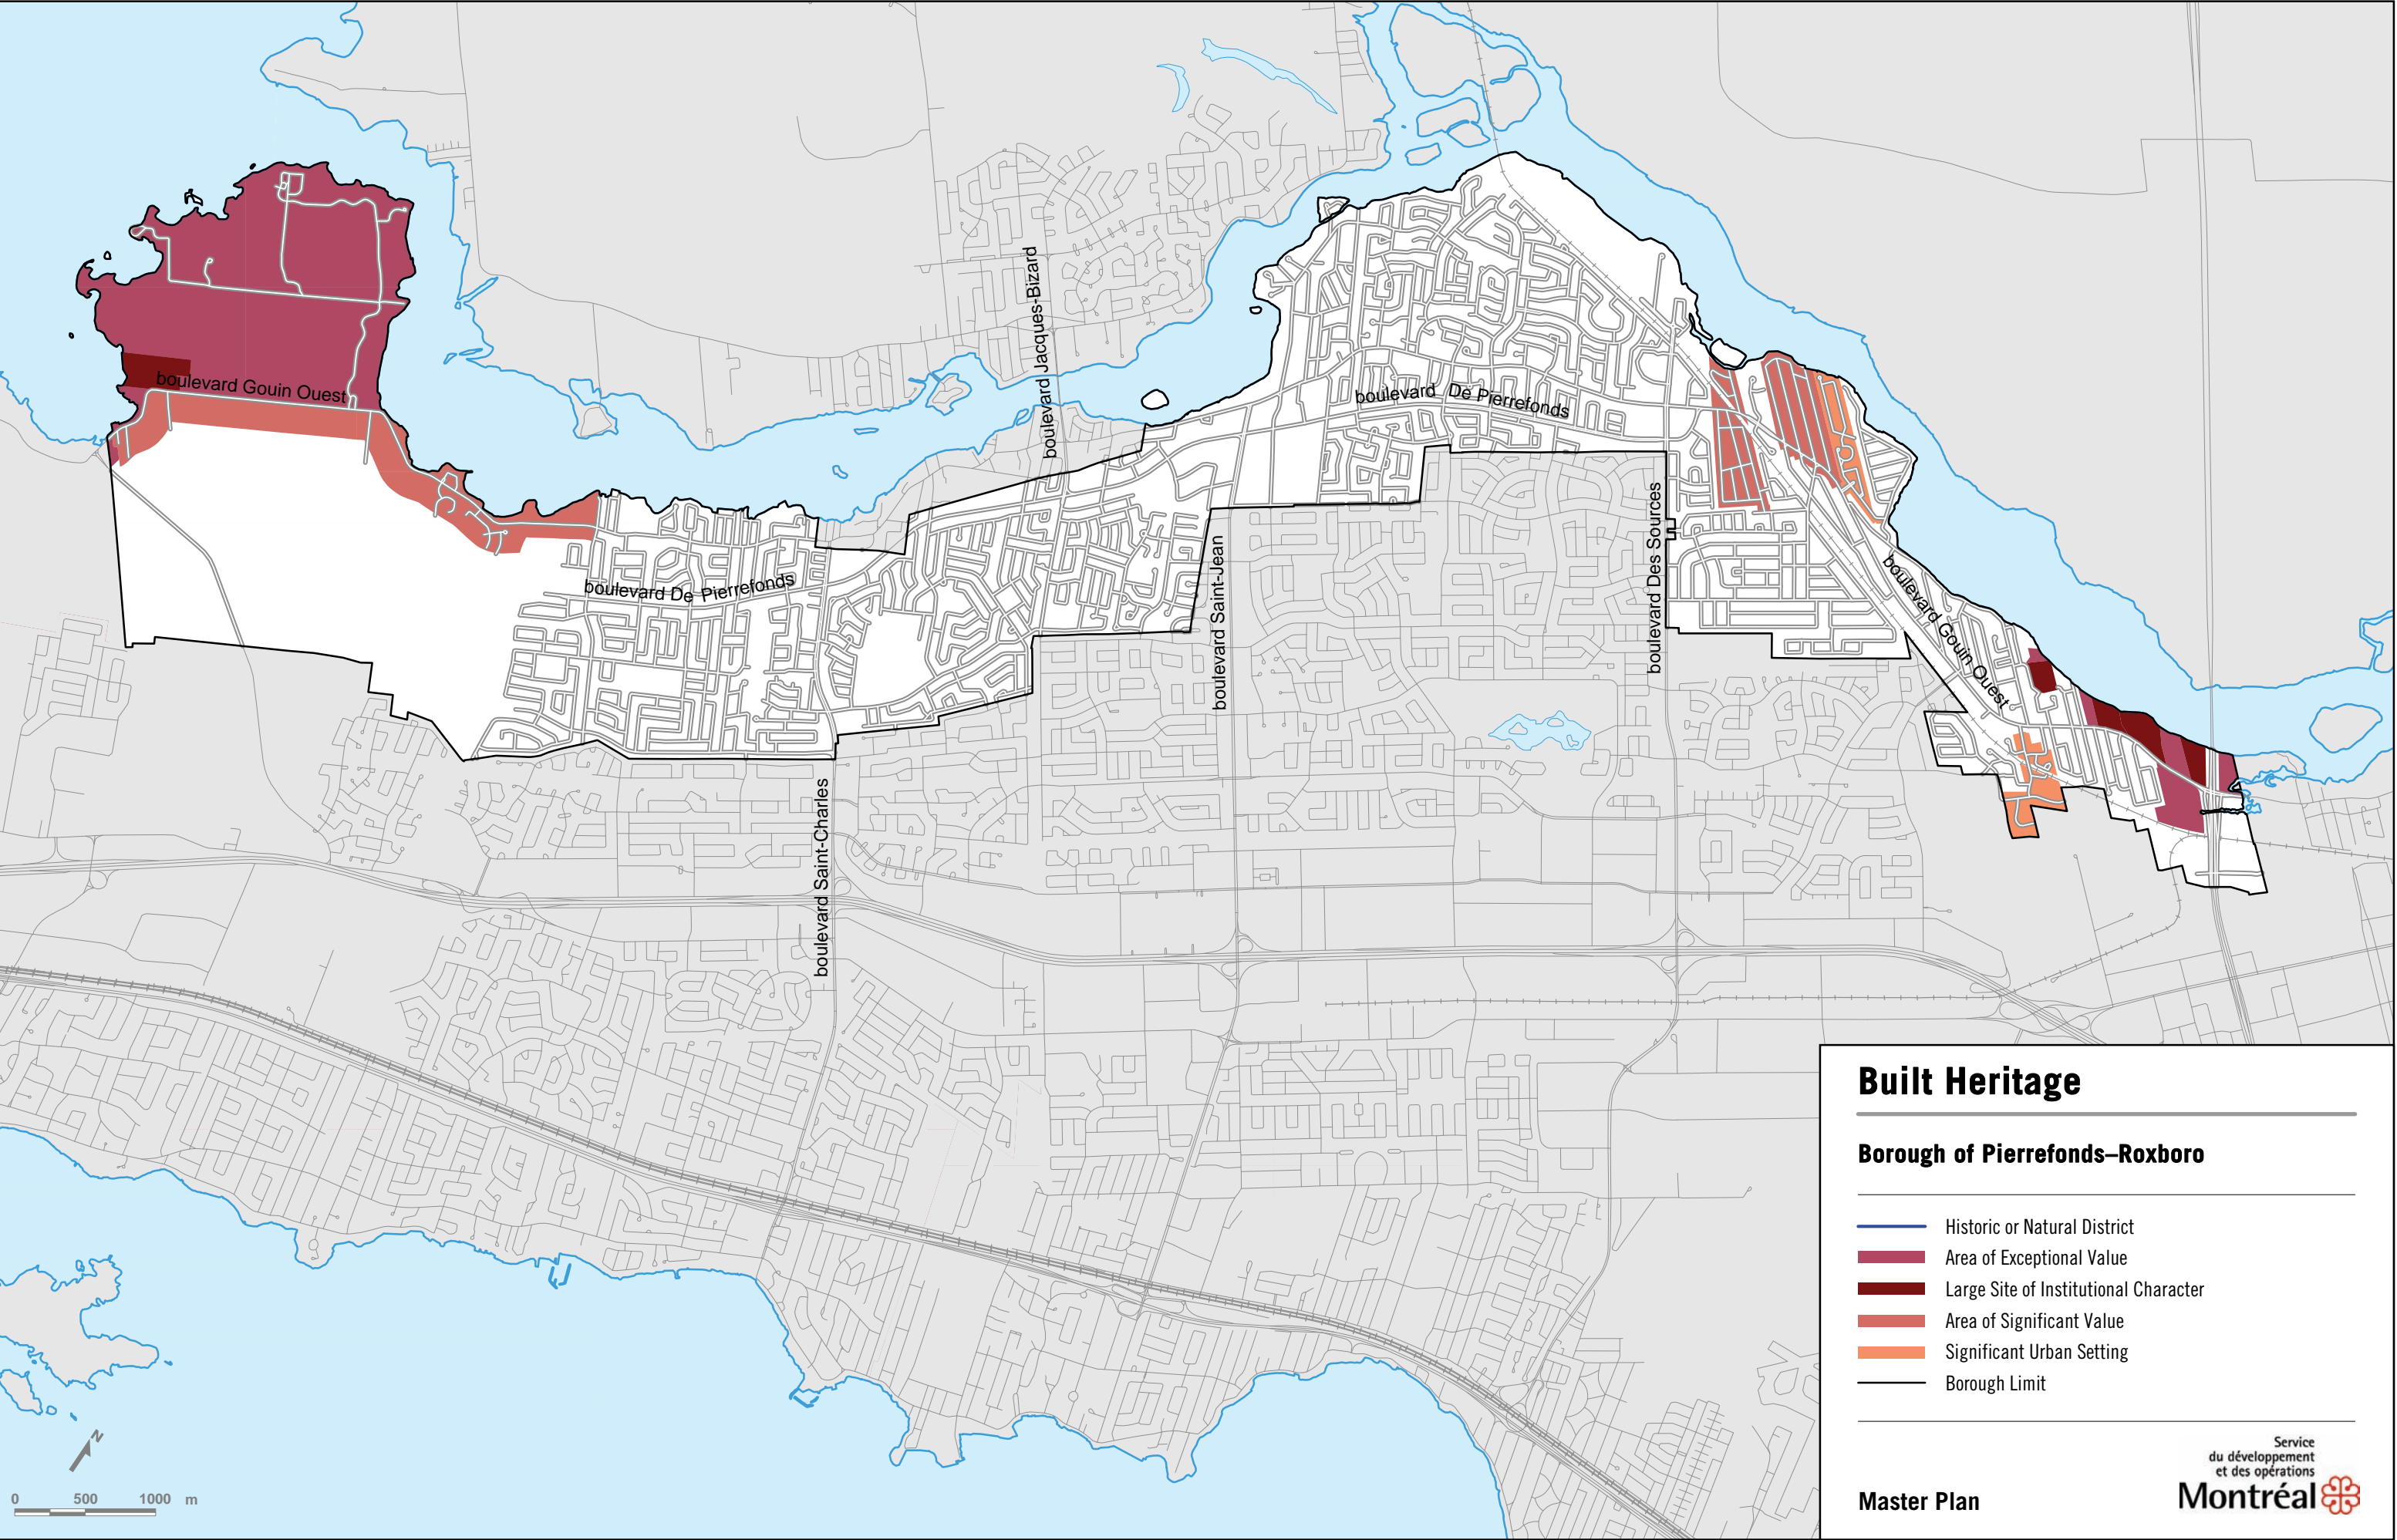 boulevard Jacques-Bizard
boulevard Gouin Ouest
boulevard De Pierrefonds
boulevard De Pierrefonds
boulevard Saint-Jean
boulevard Des Sources
boulevard Gouin Ouest
boulevard Saint-Charles
Built Heritage
Borough of Pierrefonds–Roxboro
Historic or Natural District
Area of Exceptional Value
Large Site of Institutional Character
Area of Significant Value
Significant Urban Setting
Borough Limit
N
0 500 1000 m
Service
du développement
et des opérations
Master Plan
Montréal